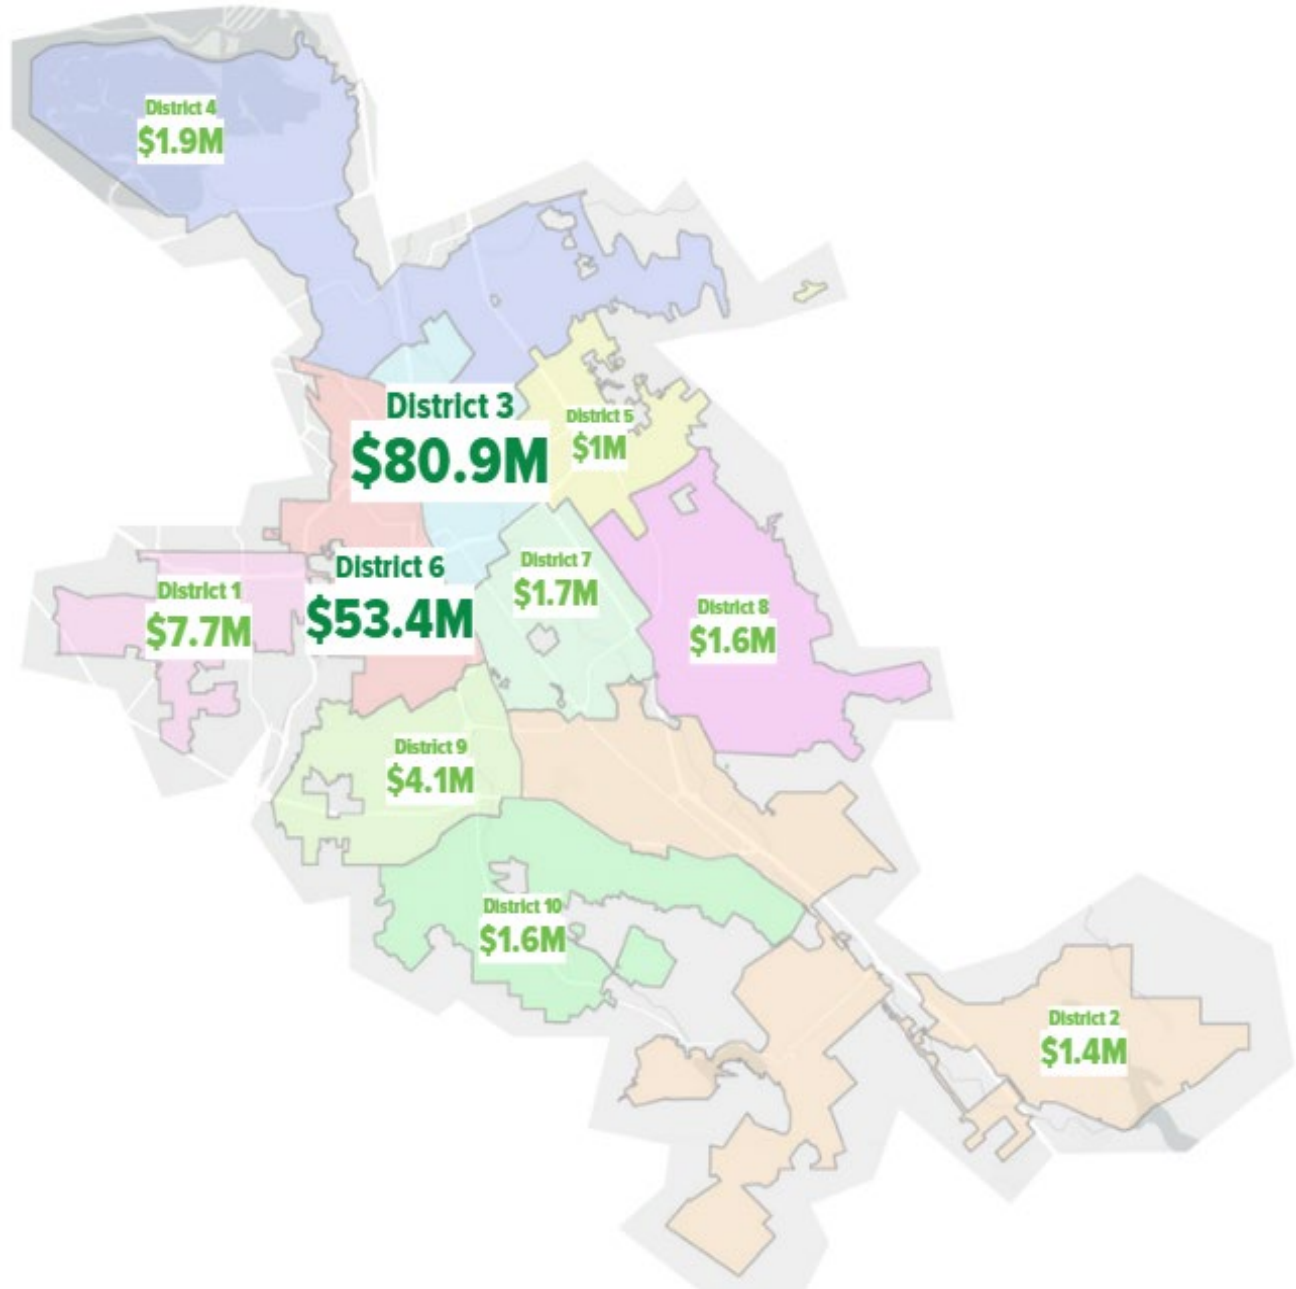 District 4
$1.9M
District 3
$80.9M
District 5
$1M
District 6
$53.4M
District 7
$1.7M
District 1
$7.7M
District 8
$1.6M
District 9
$4.1M
District 10
$1.6M
District 2
$1.4M